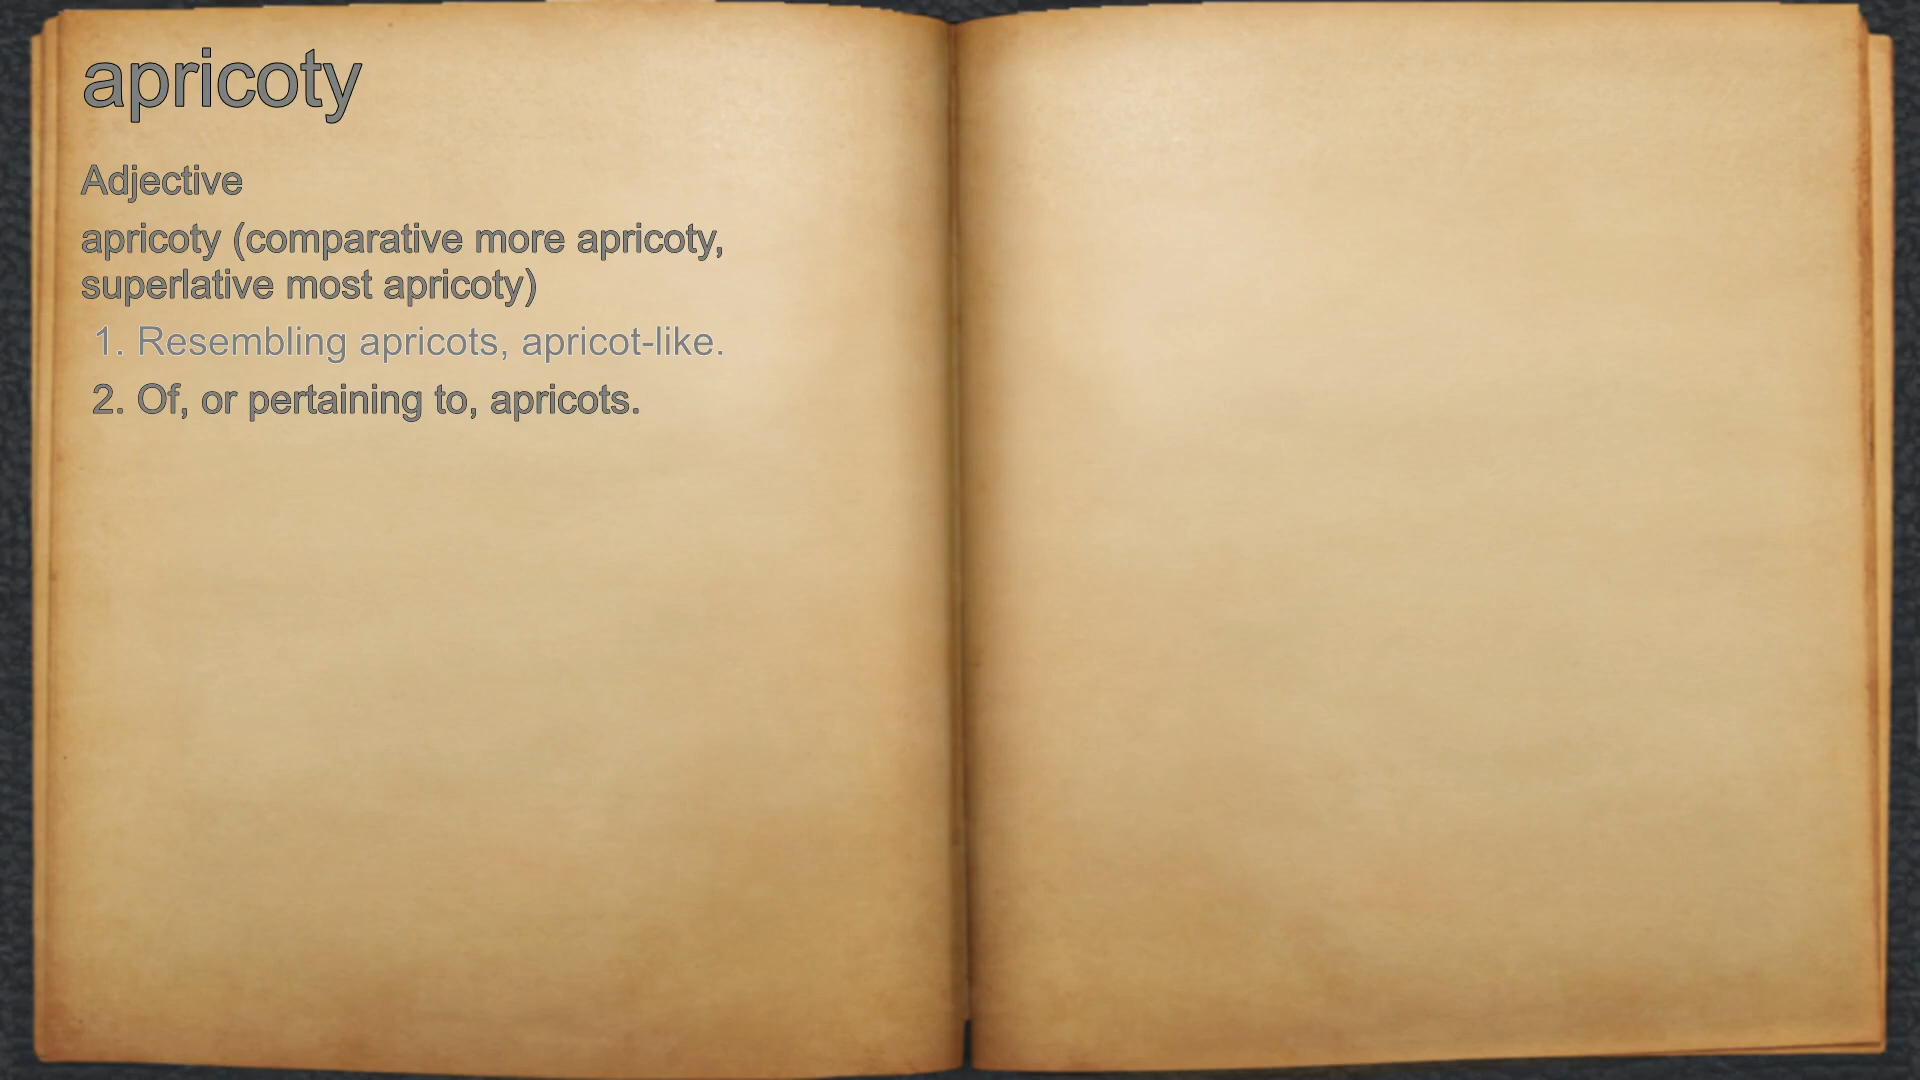 apricoty
Adjective
apricoty (comparative more apricoty,
superlative most apricoty)
1. Resembling apricots, apricot-like.
2. Of, or pertaining to, apricots.